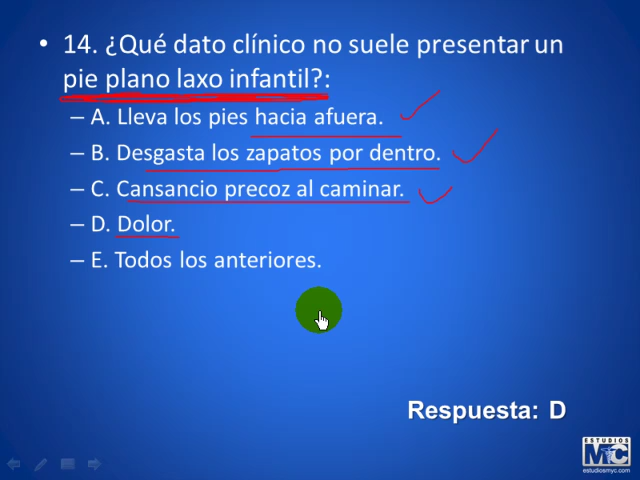 • 14. ¿Qué dato clínico no suele presentar un
pie plano laxo infantil?:
– A. Lleva los pies hacia afuera.
– B. Desgasta los zapatos por dentro.
– C. Cansancio precoz al caminar.
– D. Dolor.
– E. Todos los anteriores.
Respuesta: D
ESTUDIOS
MyC
estudiosmyc.com